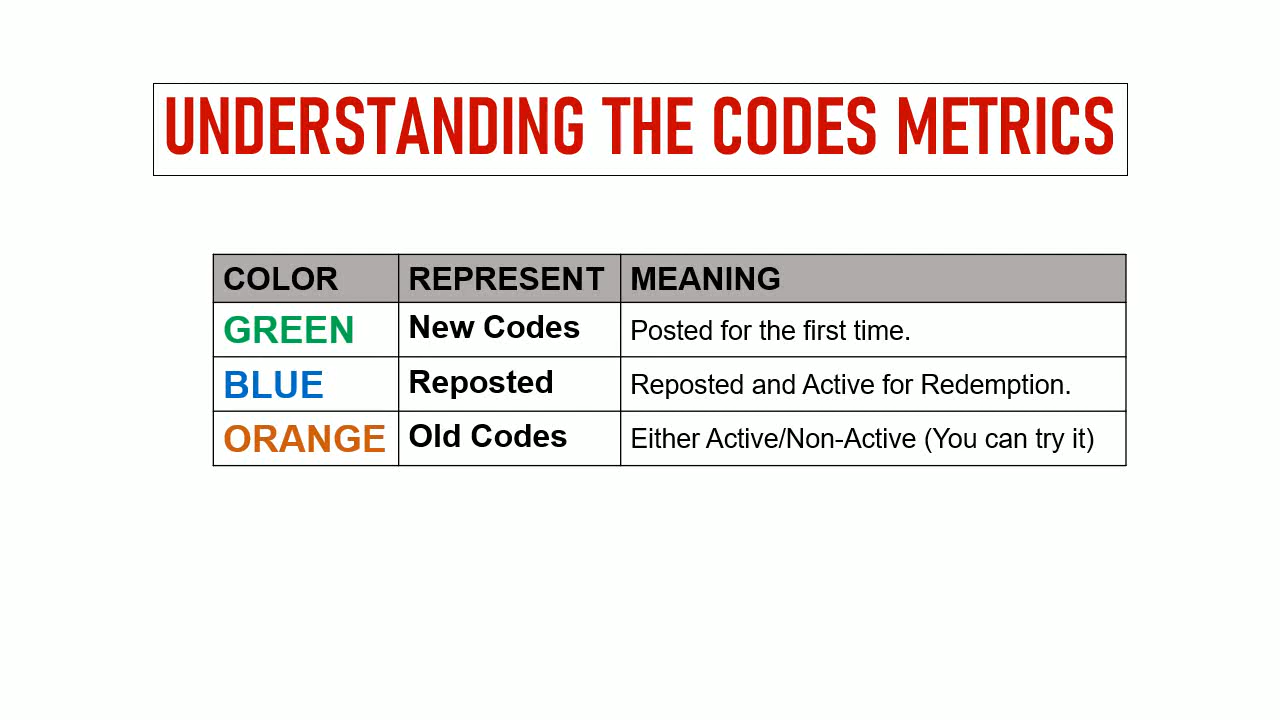 UNDERSTANDING THE CODES METRICS
COLOR REPRESENT MEANING
GREEN New Codes Posted for the first time.
BLUE Reposted Reposted and Active for Redemption.
ORANGE Old Codes Either Active/Non-Active (You can try it)